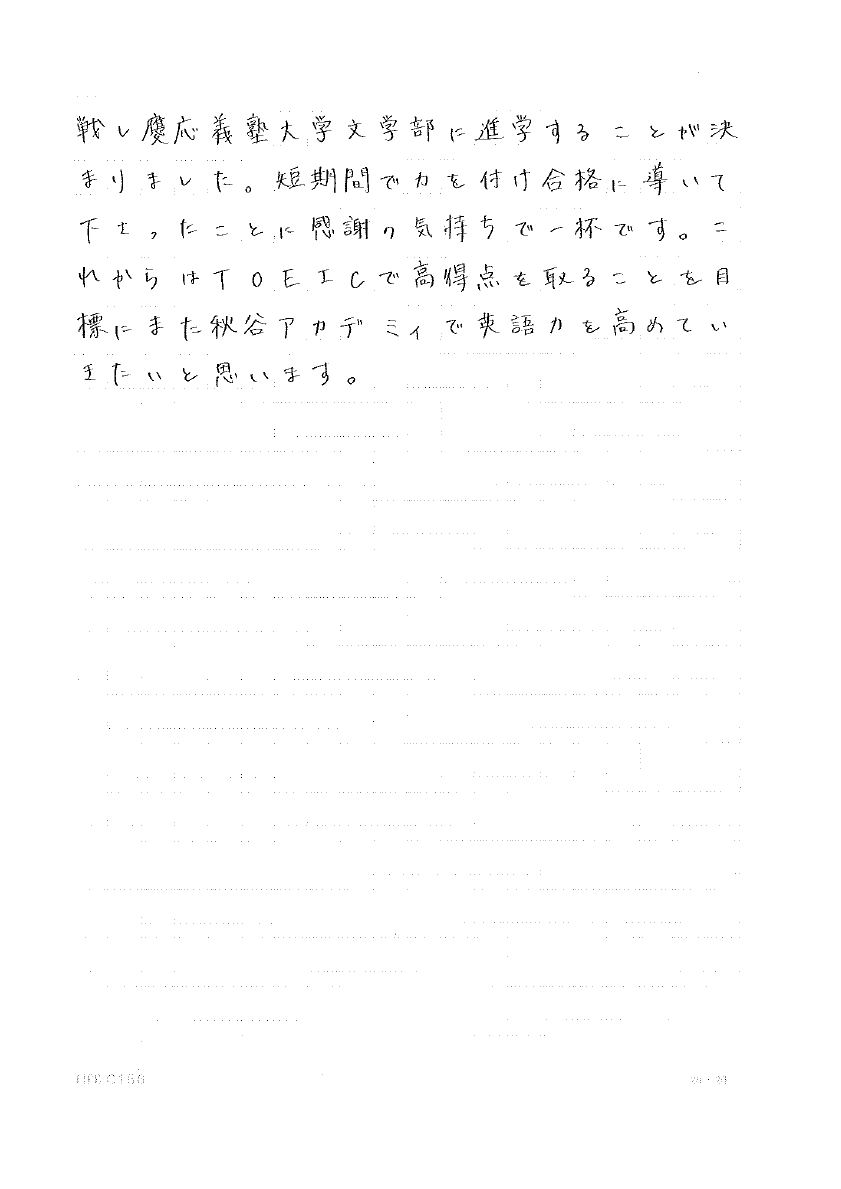 戦し慶応義塾大学文学部に進学することが決
まりました。短期間で力を付け合格に導いて
下さったことに感謝の気持ちで一杯です。こ
れからはTOEICで高得点を取ることを目
標にまた秋谷アカデミィで英語力を高めてい
きたいと思います。